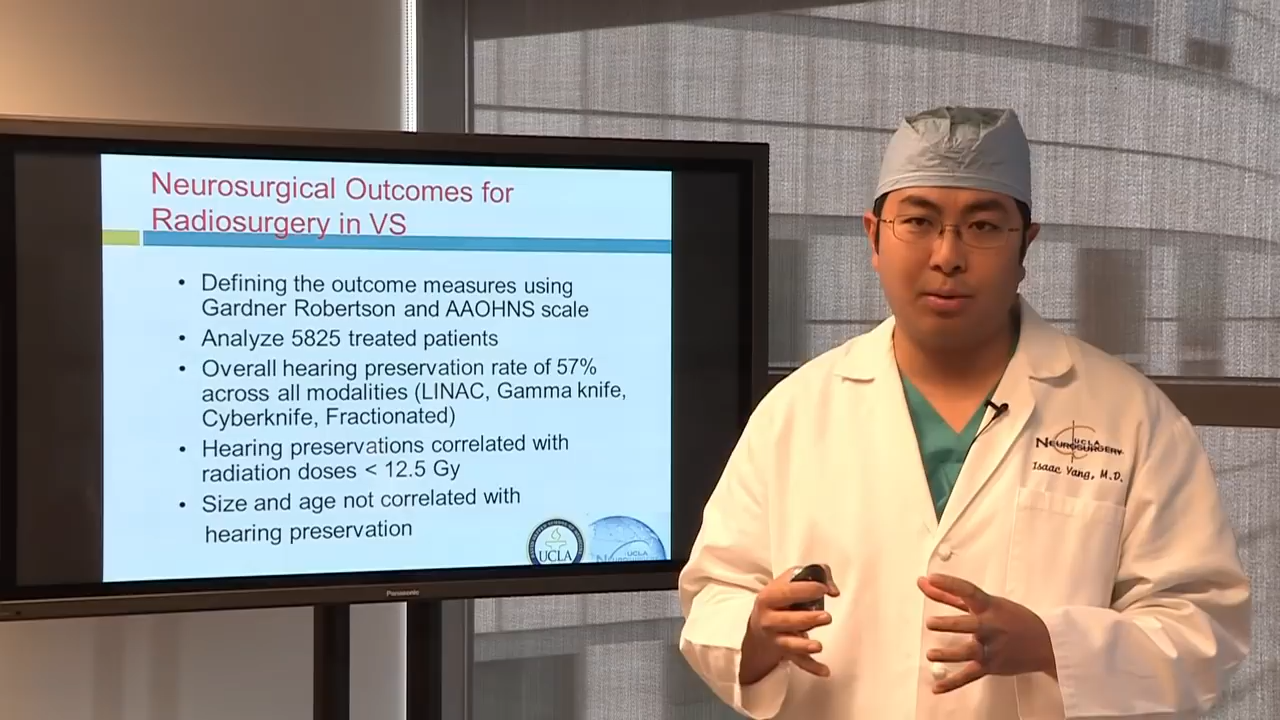 Neurosurgical Outcomes for
Radiosurgery in VS
• Defining the outcome measures using
Gardner Robertson and AAOHNS scale
• Analyze 5825 treated patients
• Overall hearing preservation rate of 57%
across all modalities (LINAC, Gamma knife,
Cyberknife, Fractionated)
• Hearing preservations correlated with
radiation doses < 12.5 Gy
• Size and age not correlated with
hearing preservation
UCLA
UCLA
Panasonic
UCLA
NEUROSURGERY
Isaac Yang, M.D.